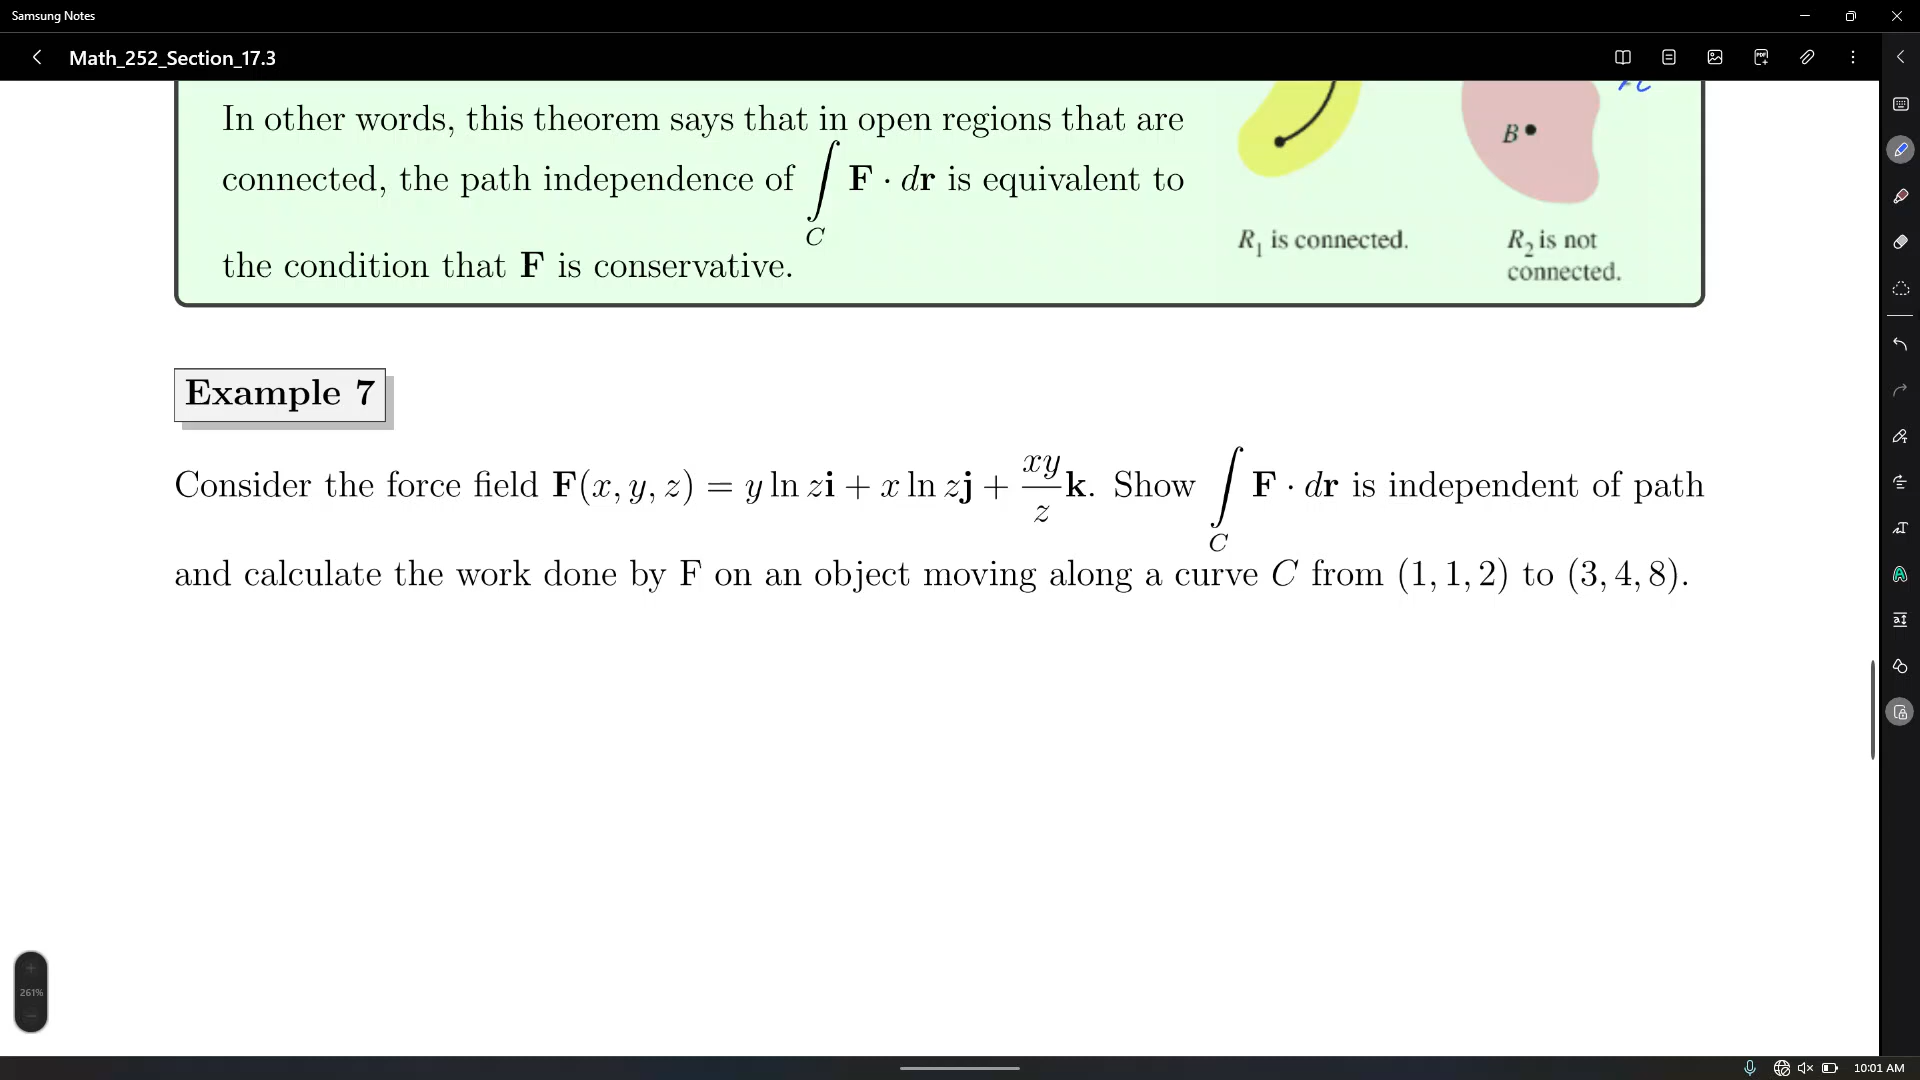 Samsung Notes
Math_252_Section_17.3
In other words, this theorem says that in open regions that are
connected, the path independence of ∫_C F · dr is equivalent to
the condition that F is conservative.
B
R₁ is connected.
R₂ is not
connected.
Example 7
Consider the force field F(x, y, z) = y ln zi + x ln zj + xy/z k. Show ∫_C F · dr is independent of path
and calculate the work done by F on an object moving along a curve C from (1, 1, 2) to (3, 4, 8).
261%
10:01 AM